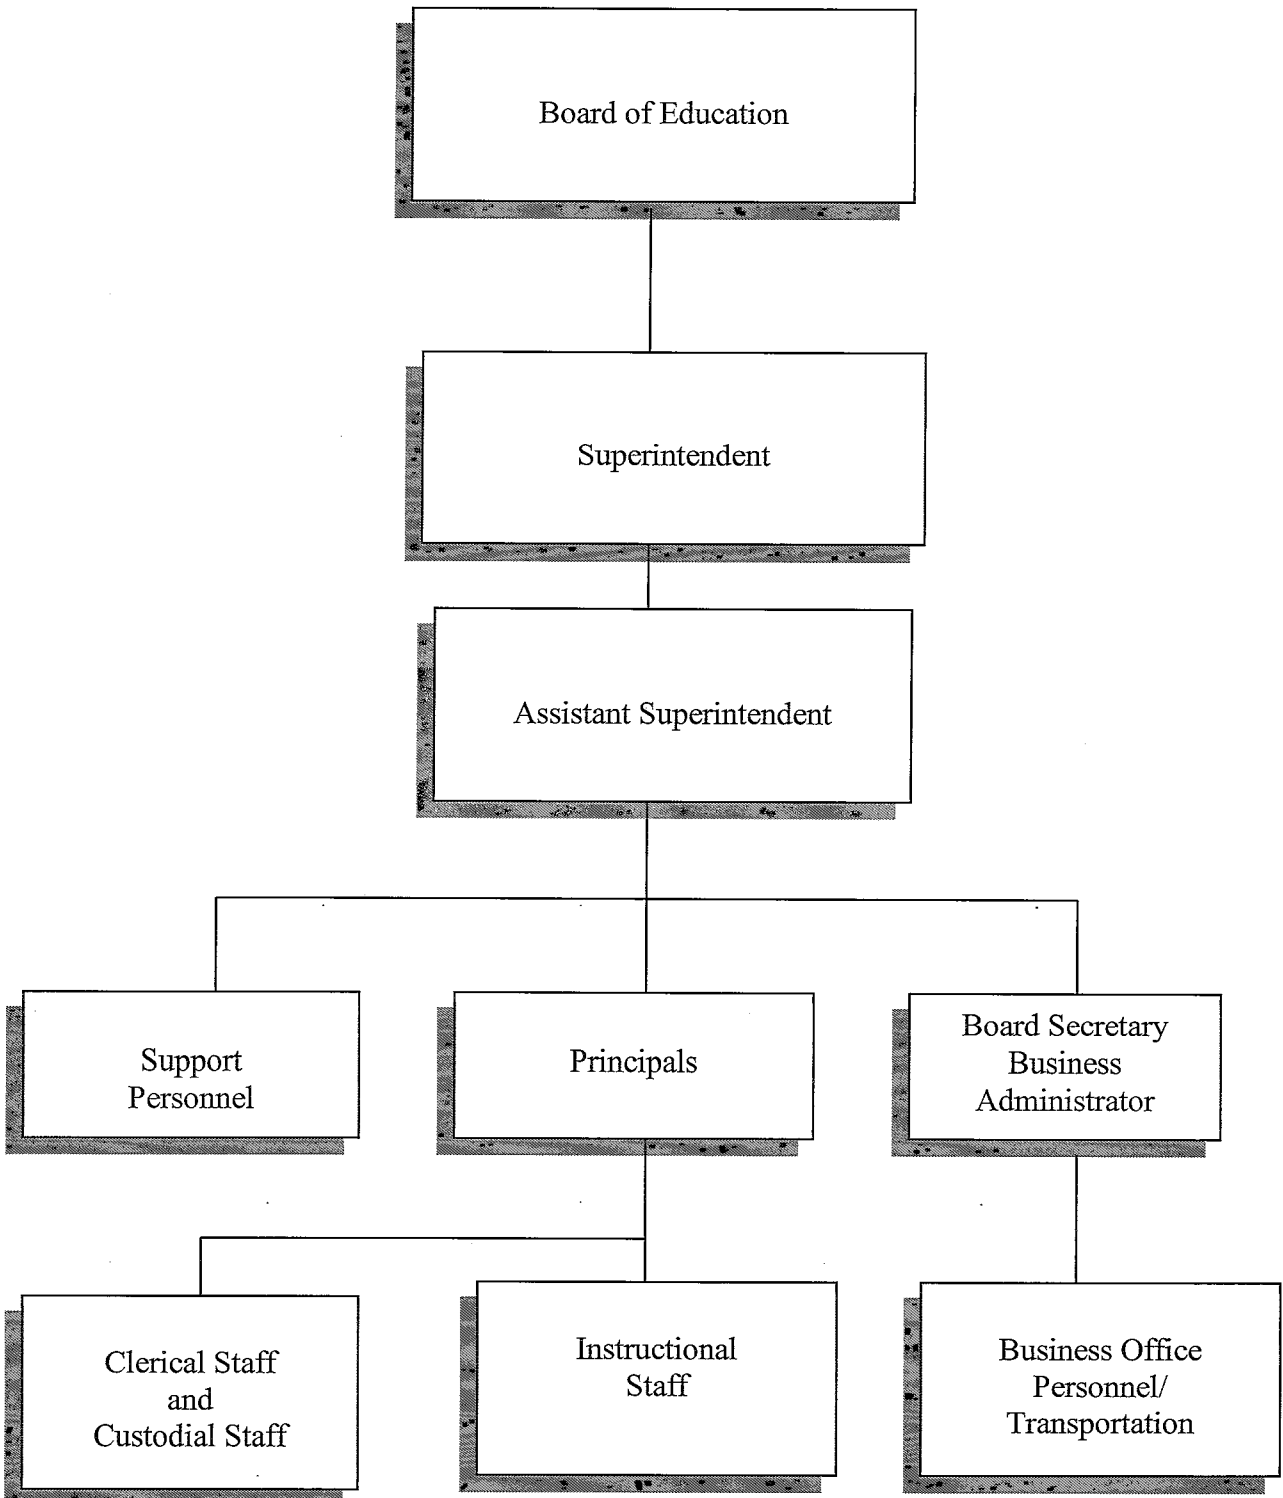 Board of Education
Superintendent
Assistant Superintendent
Support
Personnel
Principals
Board Secretary
Business
Administrator
Clerical Staff
and
Custodial Staff
Instructional
Staff
Business Office
Personnel/
Transportation